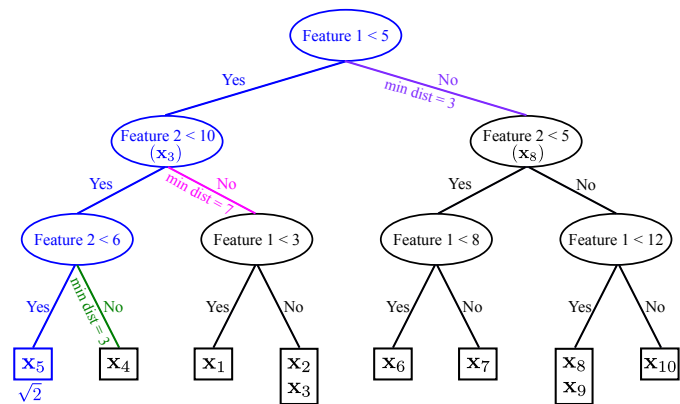 Feature 1 < 5
Yes
No
min dist = 3
Feature 2 < 10
(x₃)
Feature 2 < 5
(x₈)
Yes
No
min dist = 7
Yes
No
Feature 2 < 6
Feature 1 < 3
Feature 1 < 8
Feature 1 < 12
Yes
No
min dist = 3
Yes
No
Yes
No
Yes
No
x₅
x₄
x₁
x₂
x₃
x₆
x₇
x₈
x₉
x₁₀
√2